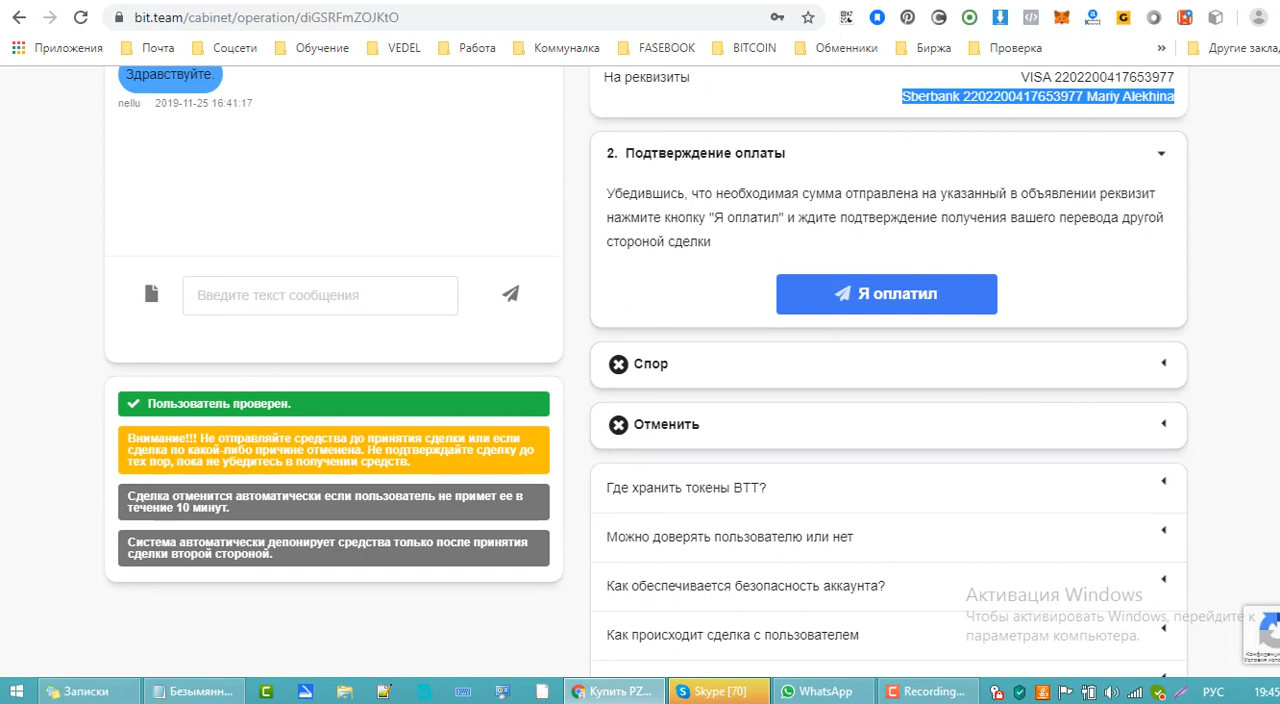 bit.team/cabinet/operation/diGSRFmZOJKtO
Приложения Почта Соцсети Обучение VEDEL Работа Коммуналка FASEBOOK BITCOIN Обменники Биржа Проверка » Другие закла
Здравствуйте.
nellu 2019-11-25 16:41:17
Введите текст сообщения
Пользователь проверен.
Внимание!!! Не отправляйте средства до принятия сделки или если
сделка по какой-либо причине отменена. Не подтверждайте сделку до
тех пор, пока не убедитесь в получении средств.
Сделка отменится автоматически если пользователь не примет ее в
течение 10 минут.
Система автоматически депонирует средства только после принятия
сделки второй стороной.
На реквизиты VISA 2202200417653977
Sberbank 2202200417653977 Mariy Alekhina
2. Подтверждение оплаты
Убедившись, что необходимая сумма отправлена на указанный в объявлении реквизит
нажмите кнопку "Я оплатил" и ждите подтверждение получения вашего перевода другой
стороной сделки
Я оплатил
Спор
Отменить
Где хранить токены BTT?
Можно доверять пользователю или нет
Как обеспечивается безопасность аккаунта?
Как происходит сделка с пользователем
Активация Windows
Чтобы активировать Windows, перейдите к
параметрам компьютера.
Записки Безымянн... Купить PZ... Skype [70] WhatsApp Recording... РУС 19:45